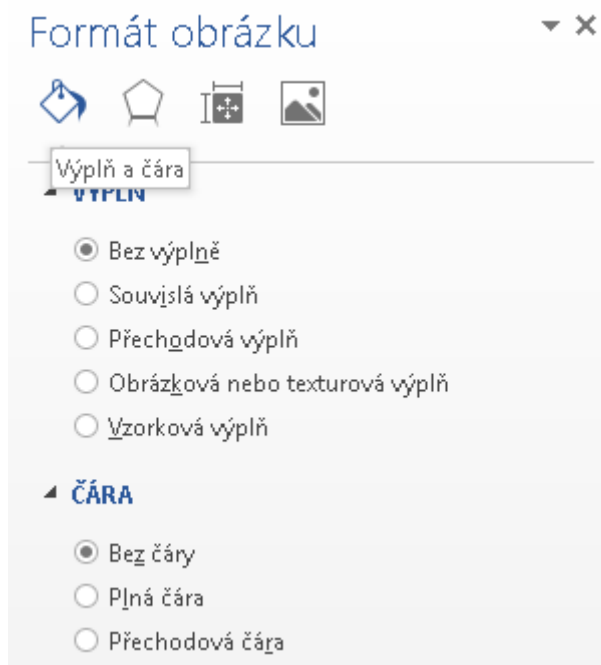 Formát obrázku
Výplň a čára
VÝPLŇ
Bez výplně
Souvislá výplň
Přechodová výplň
Obrázková nebo texturová výplň
Vzorková výplň
ČÁRA
Bez čáry
Plná čára
Přechodová čára